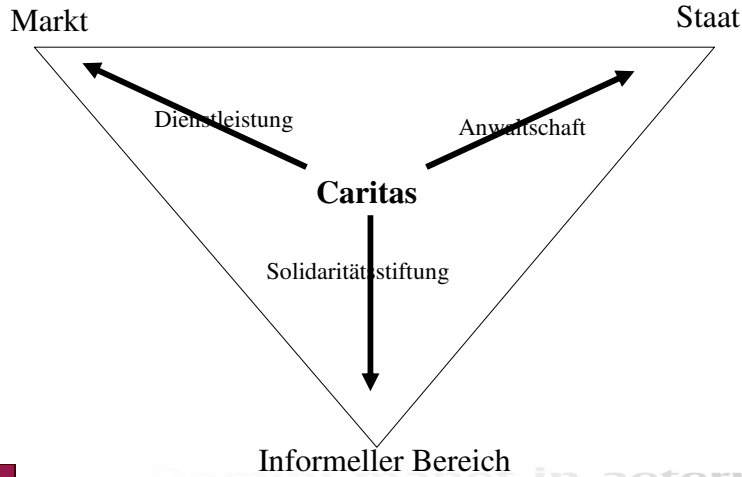 Markt
Staat
Dienstleistung
Anwaltschaft
Caritas
Solidaritätsstiftung
Informeller Bereich